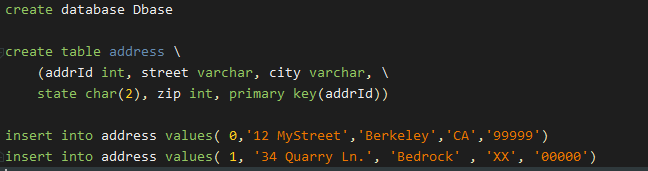 create database Dbase
create table address \
(addrId int, street varchar, city varchar, \
state char(2), zip int, primary key(addrId))
insert into address values( 0,'12 MyStreet','Berkeley','CA','99999')
insert into address values( 1, '34 Quarry Ln.', 'Bedrock' , 'XX', '00000')